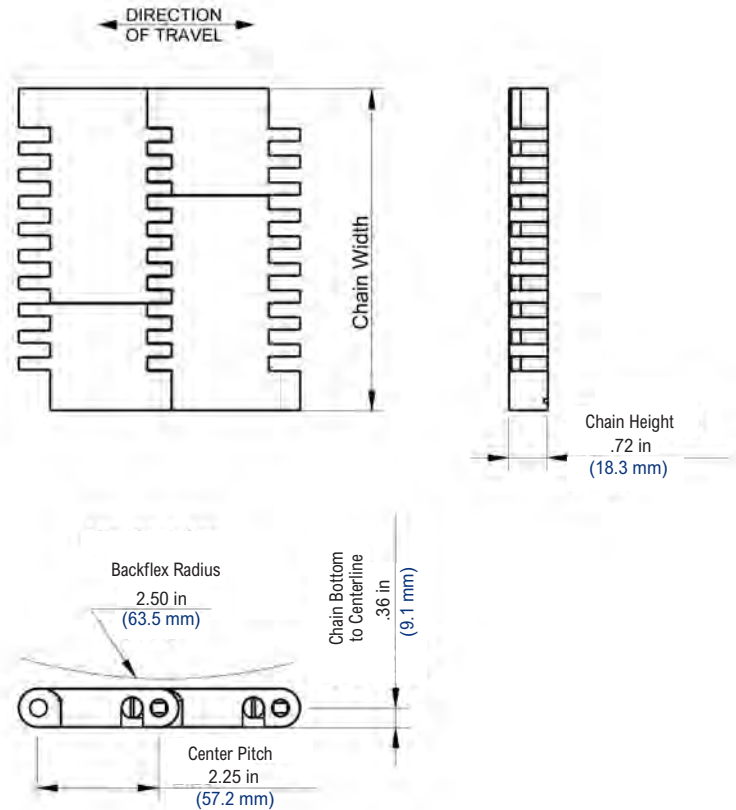 DIRECTION
OF TRAVEL
Chain Width
Chain Height
.72 in
(18.3 mm)
Backflex Radius
2.50 in
(63.5 mm)
Chain Bottom
to Centerline
.36 in
(9.1 mm)
Center Pitch
2.25 in
(57.2 mm)